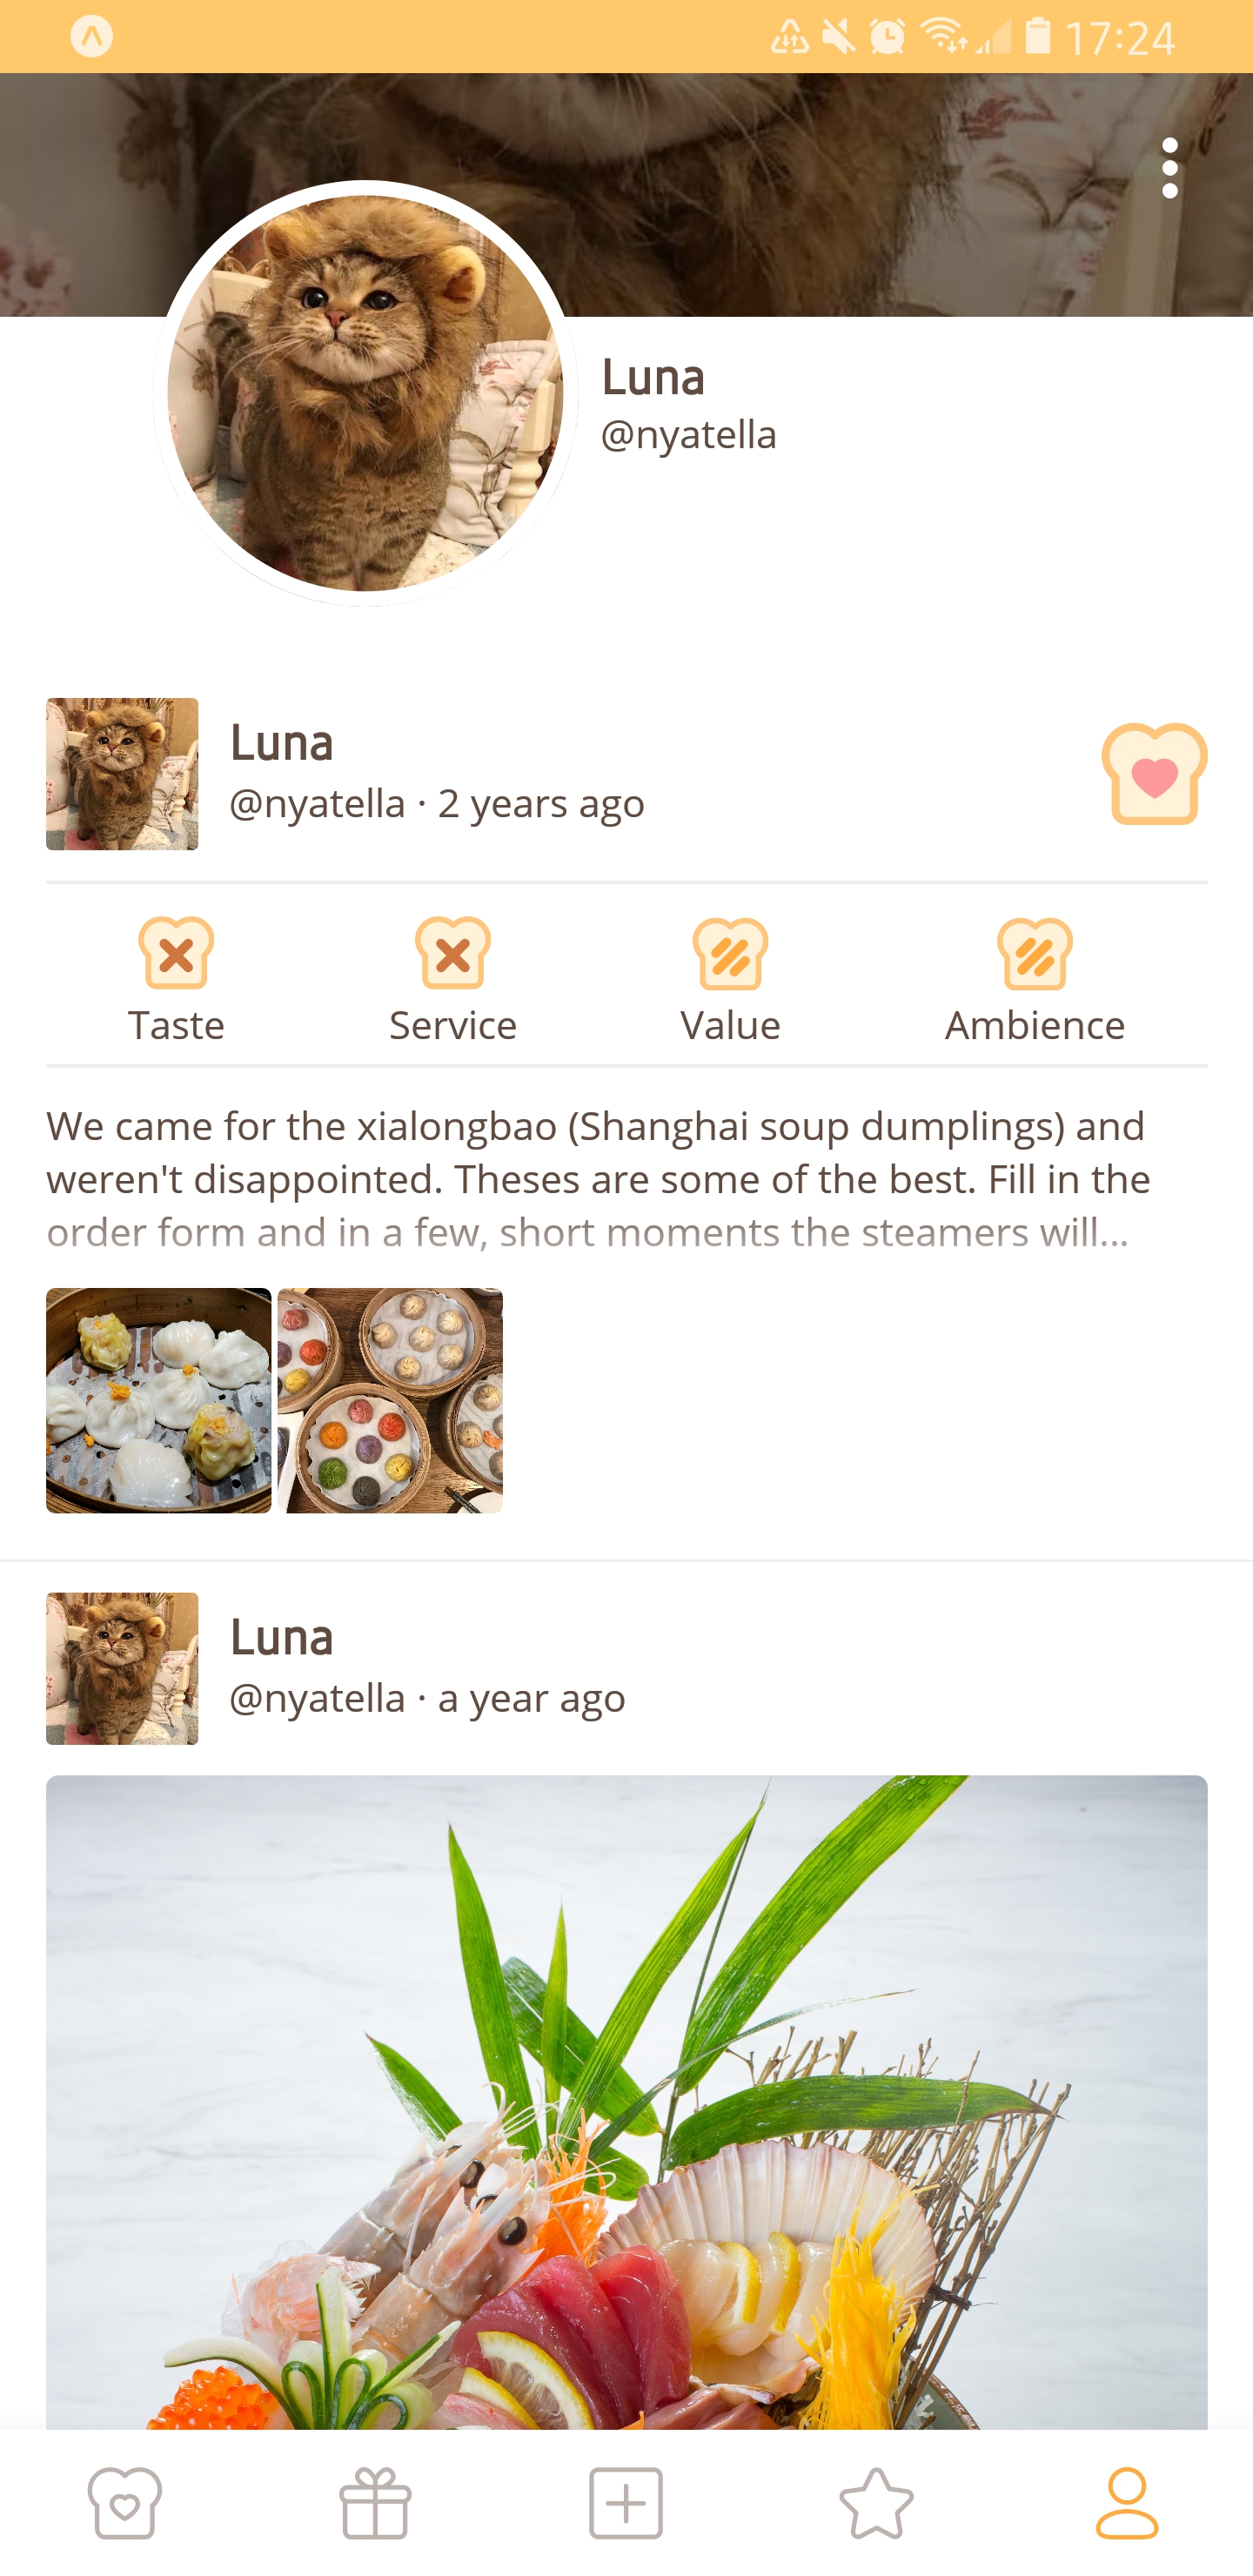 17:24
Luna
@nyatella
Luna
@nyatella · 2 years ago
Taste Service Value Ambience
We came for the xialongbao (Shanghai soup dumplings) and
weren't disappointed. Theses are some of the best. Fill in the
order form and in a few, short moments the steamers will...
Luna
@nyatella · a year ago